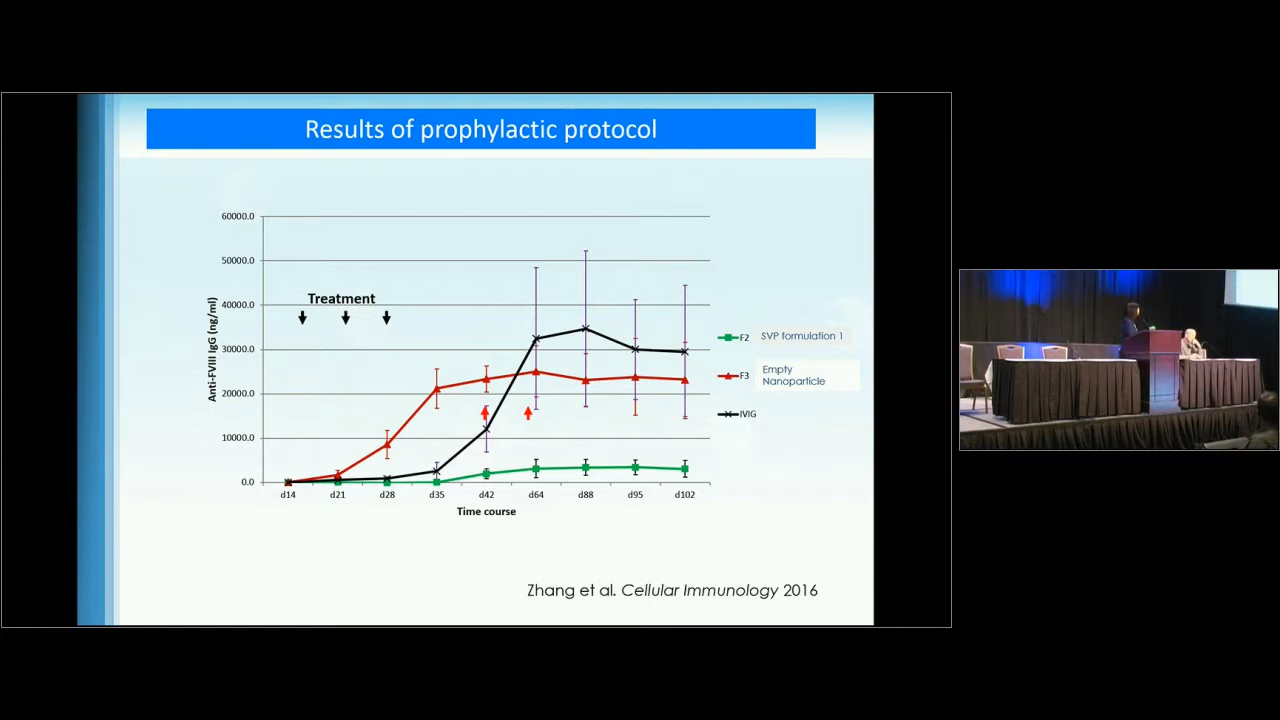 Results of prophylactic protocol
60000.0
50000.0
40000.0
30000.0
20000.0
10000.0
0.0
Anti-FVIII IgG (ng/ml)
Treatment
d14 d21 d28 d35 d42 d64 d88 d95 d102
Time course
F2 SVP formulation 1
F3 Empty
Nanoparticle
IVIG
Zhang et al. Cellular Immunology 2016